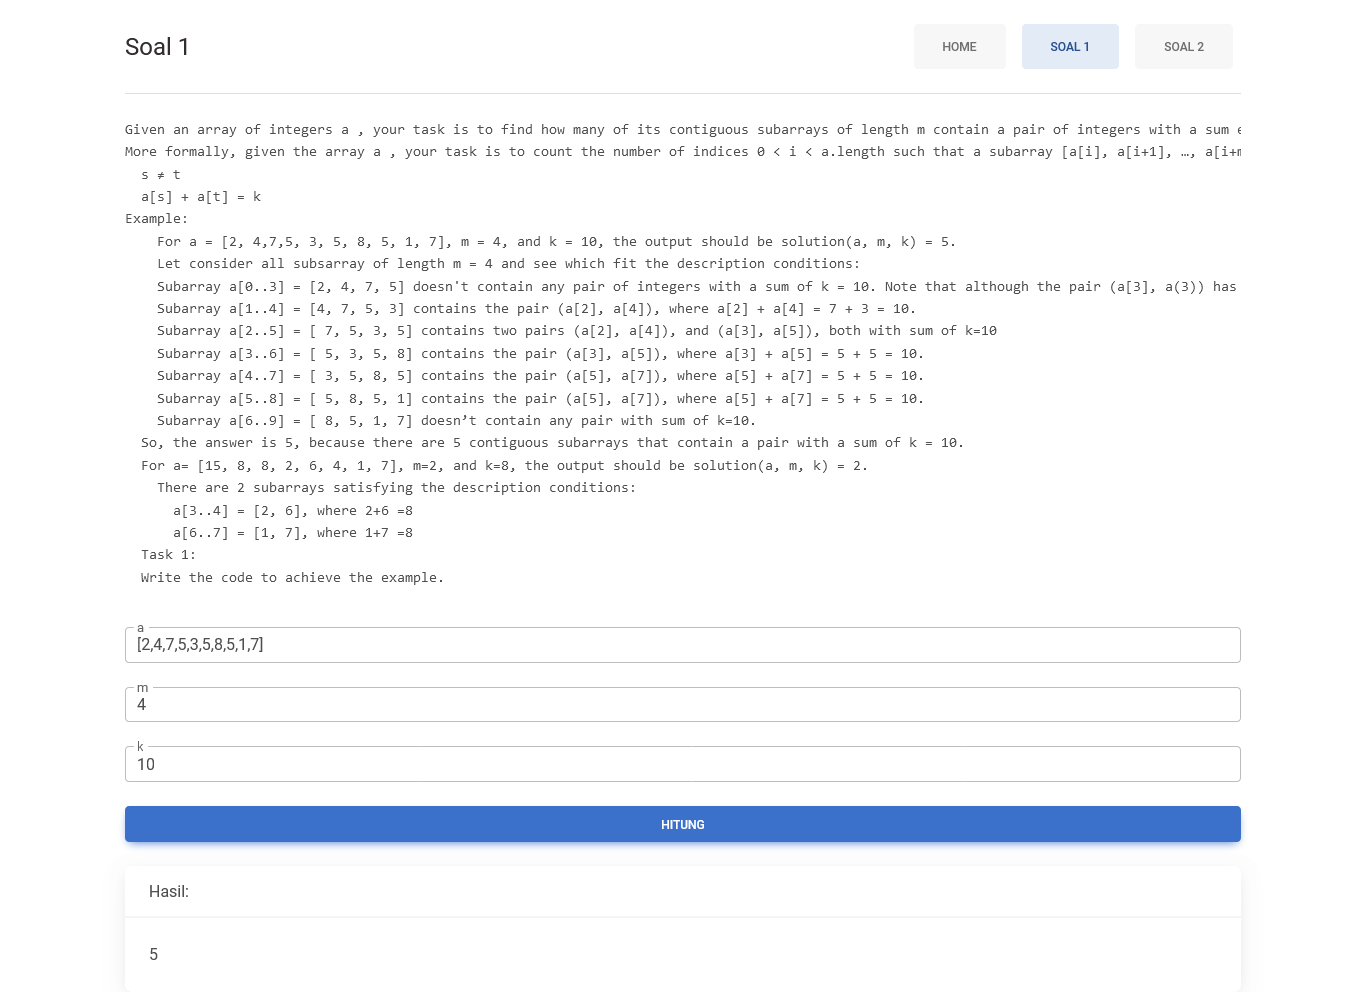 Soal 1
HOME
SOAL 1
SOAL 2
Given an array of integers a , your task is to find how many of its contiguous subarrays of length m contain a pair of integers with a sum
More formally, given the array a , your task is to count the number of indices 0 < i < a.length such that a subarray [a[i], a[i+1], …,
s ≠ t
a[s] + a[t] = k
Example:
For a = [2, 4,7,5, 3, 5, 8, 5, 1, 7], m = 4, and k = 10, the output should be solution(a, m, k) = 5.
Let consider all subsarray of length m = 4 and see which fit the description conditions:
Subarray a[0..3] = [2, 4, 7, 5] doesn't contain any pair of integers with a sum of k = 10. Note that although the pair (a[3], a(3)) has
Subarray a[1..4] = [4, 7, 5, 3] contains the pair (a[2], a[4]), where a[2] + a[4] = 7 + 3 = 10.
Subarray a[2..5] = [ 7, 5, 3, 5] contains two pairs (a[2], a[4]), and (a[3], a[5]), both with sum of k=10
Subarray a[3..6] = [ 5, 3, 5, 8] contains the pair (a[3], a[5]), where a[3] + a[5] = 5 + 5 = 10.
Subarray a[4..7] = [ 3, 5, 8, 5] contains the pair (a[5], a[7]), where a[5] + a[7] = 5 + 5 = 10.
Subarray a[5..8] = [ 5, 8, 5, 1] contains the pair (a[5], a[7]), where a[5] + a[7] = 5 + 5 = 10.
Subarray a[6..9] = [ 8, 5, 1, 7] doesn’t contain any pair with sum of k=10.
So, the answer is 5, because there are 5 contiguous subarrays that contain a pair with a sum of k = 10.
For a= [15, 8, 8, 2, 6, 4, 1, 7], m=2, and k=8, the output should be solution(a, m, k) = 2.
There are 2 subarrays satisfying the description conditions:
a[3..4] = [2, 6], where 2+6 =8
a[6..7] = [1, 7], where 1+7 =8
Task 1:
Write the code to achieve the example.
a
[2,4,7,5,3,5,8,5,1,7]
m
4
k
10
HITUNG
Hasil:
5